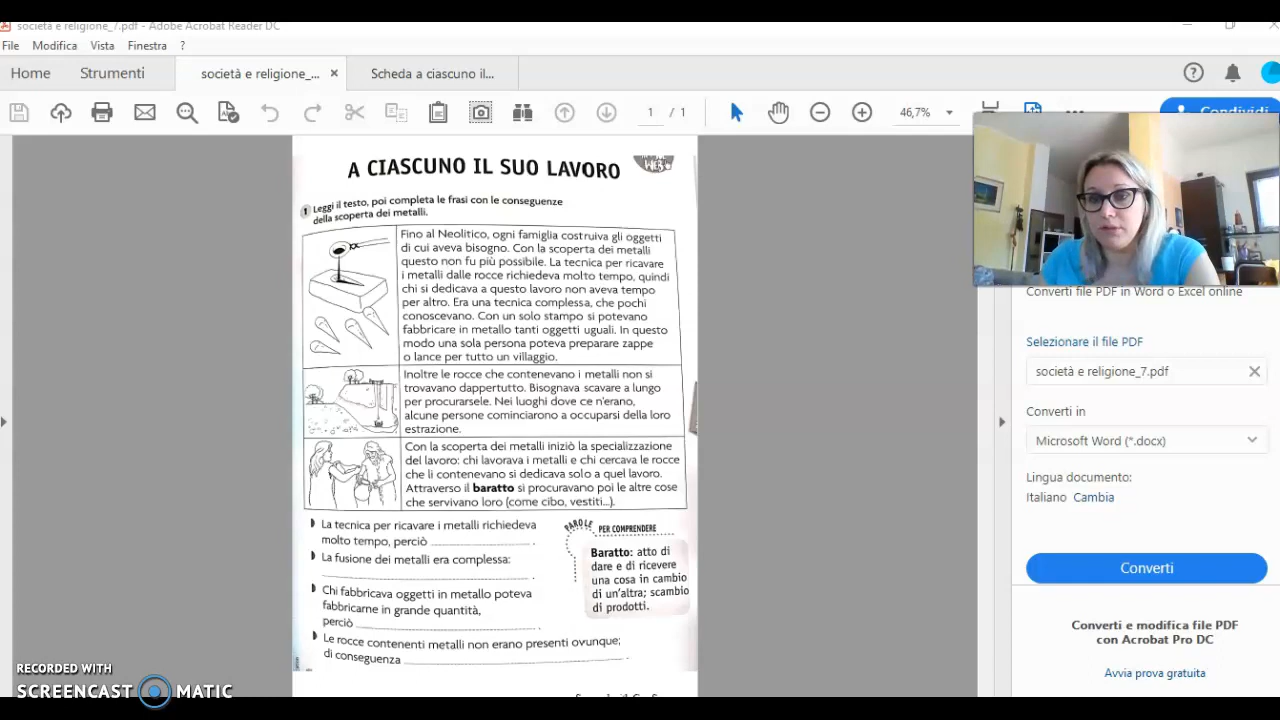 società e religione_7.pdf - Adobe Acrobat Reader DC
File Modifica Vista Finestra ?
Home Strumenti società e religione_... × Scheda a ciascuno il...
1 / 1 46,7% Condividi
A CIASCUNO IL SUO LAVORO
WEB
1 Leggi il testo, poi completa le frasi con le conseguenze
della scoperta dei metalli.
Fino al Neolitico, ogni famiglia costruiva gli oggetti
di cui aveva bisogno. Con la scoperta dei metalli
questo non fu più possibile. La tecnica per ricavare
i metalli dalle rocce richiedeva molto tempo, quindi
chi si dedicava a questo lavoro non aveva tempo
per altro. Era una tecnica complessa, che pochi
conoscevano. Con un solo stampo si potevano
fabbricare in metallo tanti oggetti uguali. In questo
modo una sola persona poteva preparare zappe
o lance per tutto un villaggio.
Inoltre le rocce che contenevano i metalli non si
trovavano dappertutto. Bisognava scavare a lungo
per procurarsele. Nei luoghi dove ce n'erano,
alcune persone cominciarono a occuparsi della loro
estrazione.
Con la scoperta dei metalli iniziò la specializzazione
del lavoro: chi lavorava i metalli e chi cercava le rocce
che li contenevano si dedicava solo a quel lavoro.
Attraverso il baratto si procuravano poi le altre cose
che servivano loro (come cibo, vestiti...).
La tecnica per ricavare i metalli richiedeva
molto tempo, perciò .
La fusione dei metalli era complessa:
.
Chi fabbricava oggetti in metallo poteva
fabbricarne in grande quantità,
perciò .
Le rocce contenenti metalli non erano presenti ovunque;
di conseguenza .
PAROLE PER COMPRENDERE
Baratto: atto di
dare e di ricevere
una cosa in cambio
di un'altra; scambio
di prodotti.
Converti file PDF in Word o Excel online
Selezionare il file PDF
società e religione_7.pdf
Converti in
Microsoft Word (*.docx)
Lingua documento:
Italiano Cambia
Converti
Converti e modifica file PDF
con Acrobat Pro DC
Avvia prova gratuita
RECORDED WITH
SCREENCAST MATIC